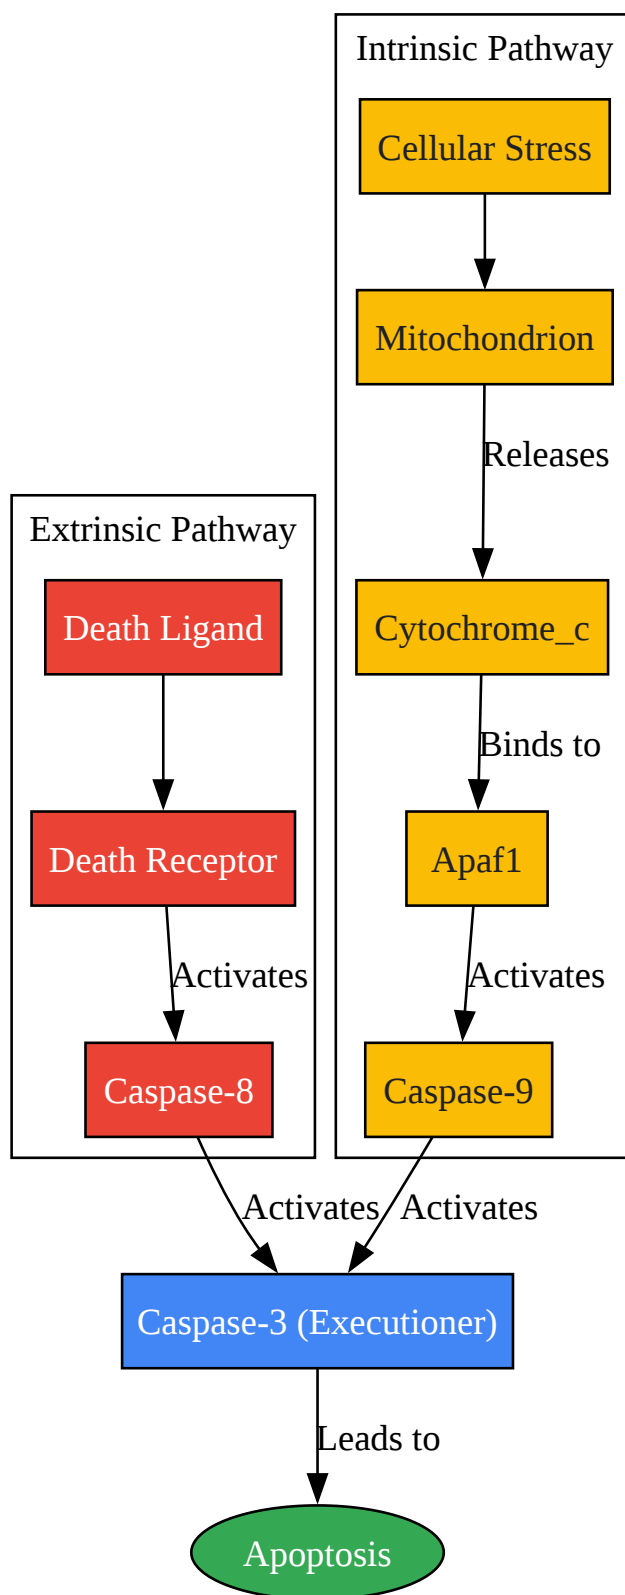 Intrinsic Pathway
Cellular Stress
Mitochondrion
Releases
Cytochrome_c
Binds to
Apaf1
Activates
Caspase-9
Extrinsic Pathway
Death Ligand
Death Receptor
Activates
Caspase-8
Activates
Activates
Caspase-3 (Executioner)
Leads to
Apoptosis